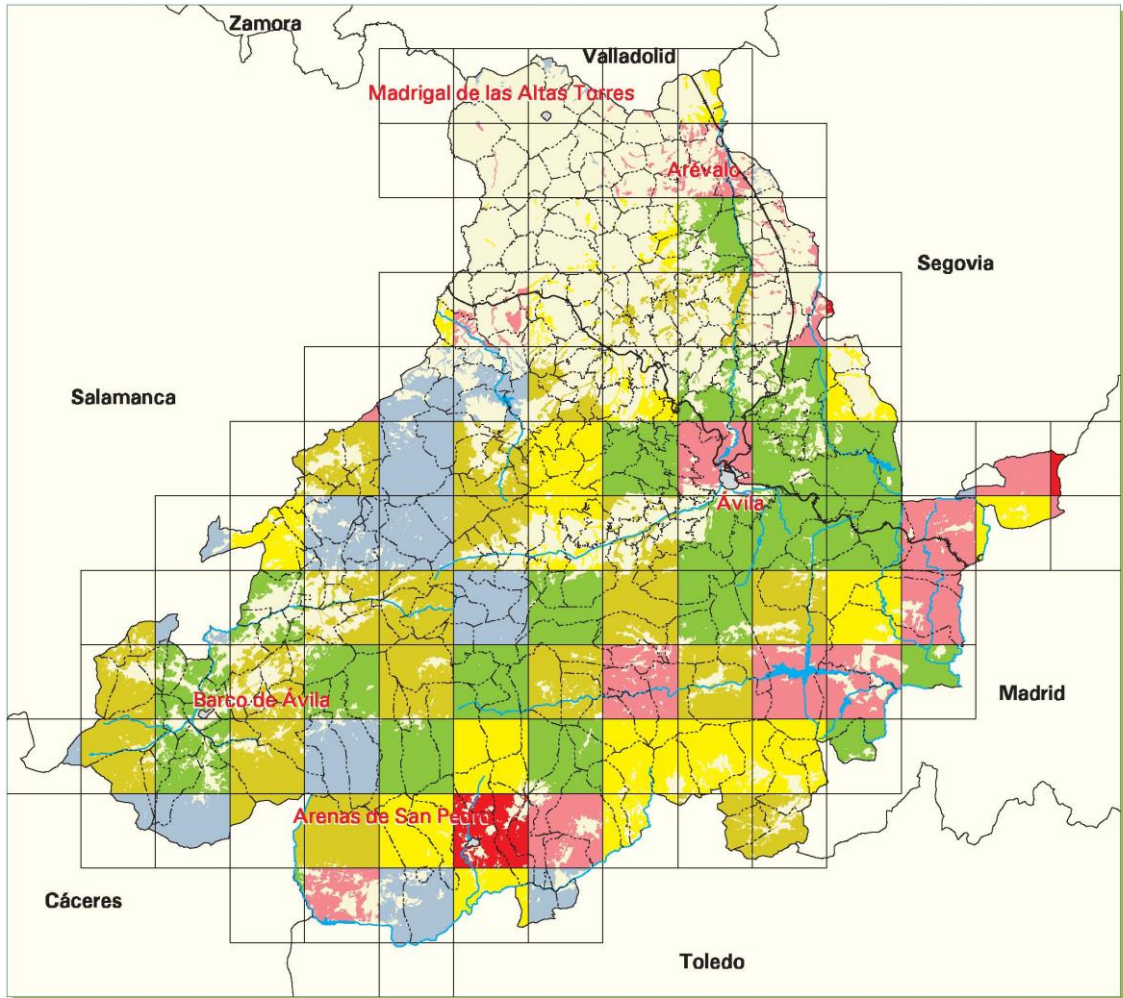 Zamora
Valladolid
Madrigal de las Altas Torres
Arévalo
Segovia
Salamanca
Ávila
Barco de Ávila
Madrid
Arenas de San Pedro
Cáceres
Toledo